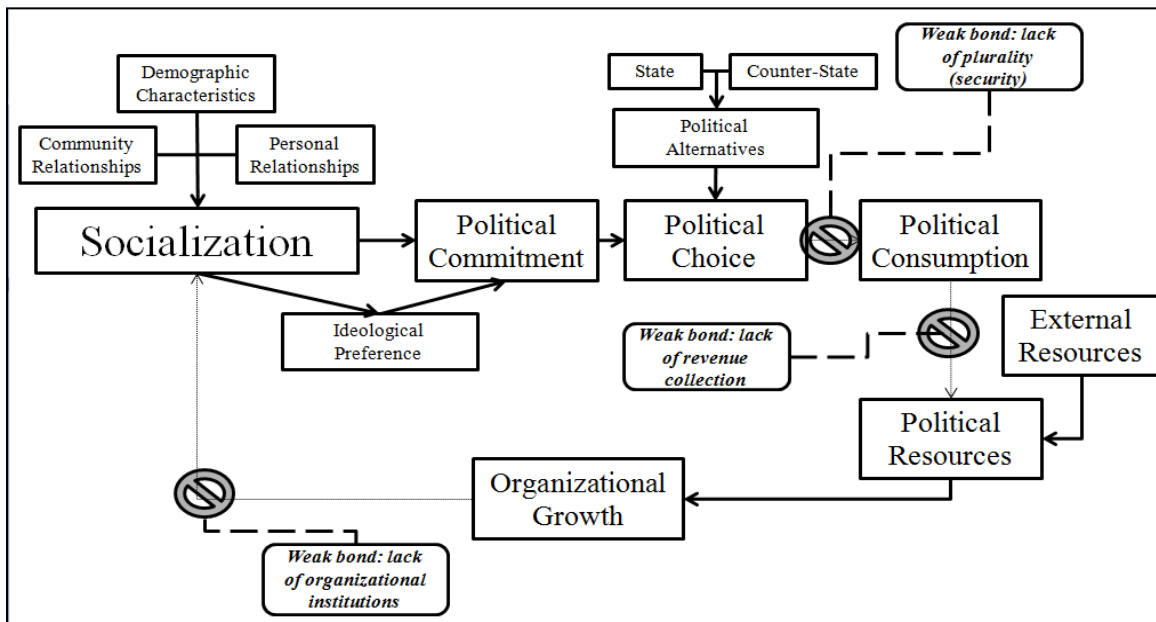 Weak bond: lack
of plurality
(security)
Demographic
Characteristics
State
Counter-State
Community
Relationships
Personal
Relationships
Political
Alternatives
Socialization
Political
Commitment
Political
Choice
Political
Consumption
Ideological
Preference
Weak bond: lack
of revenue
collection
External
Resources
Political
Resources
Organizational
Growth
Weak bond: lack
of organizational
institutions